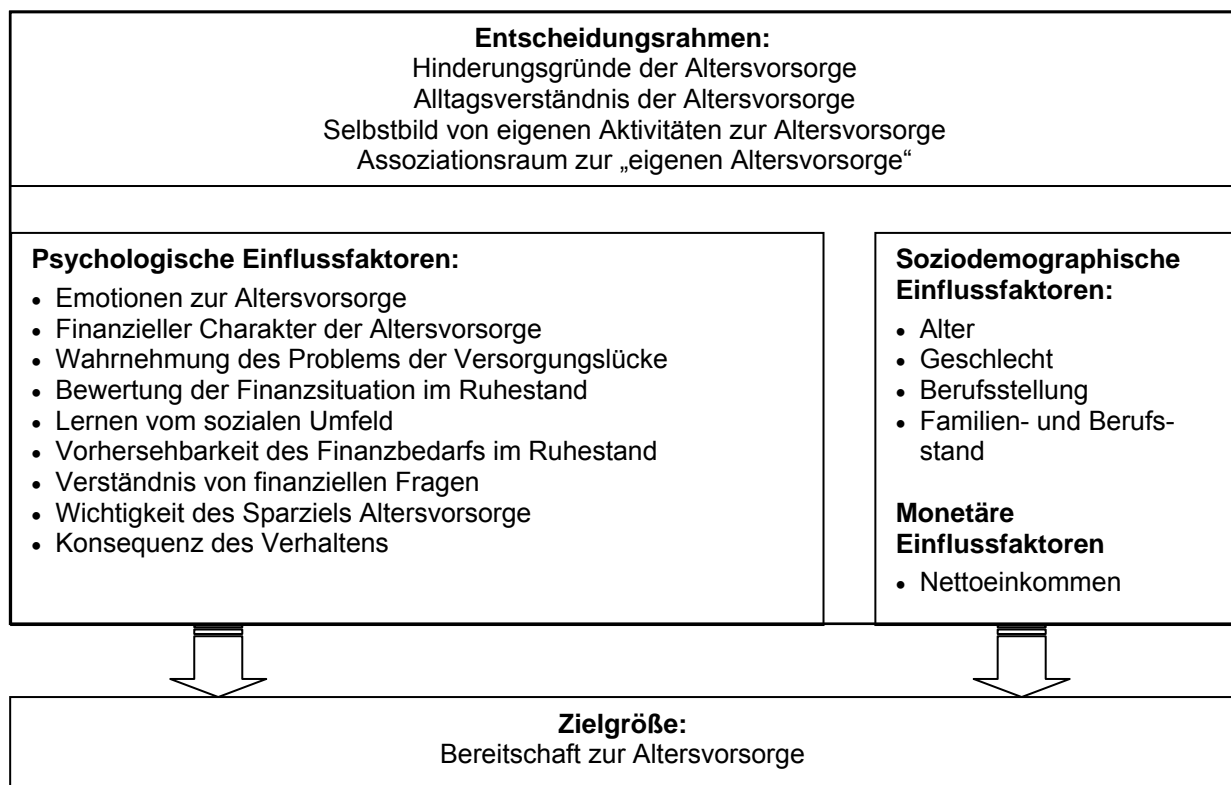 Entscheidungsrahmen:
Hinderungsgründe der Altersvorsorge
Alltagsverständnis der Altersvorsorge
Selbstbild von eigenen Aktivitäten zur Altersvorsorge
Assoziationsraum zur „eigenen Altersvorsorge“
Psychologische Einflussfaktoren:
• Emotionen zur Altersvorsorge
• Finanzieller Charakter der Altersvorsorge
• Wahrnehmung des Problems der Versorgungslücke
• Bewertung der Finanzsituation im Ruhestand
• Lernen vom sozialen Umfeld
• Vorhersehbarkeit des Finanzbedarfs im Ruhestand
• Verständnis von finanziellen Fragen
• Wichtigkeit des Sparziels Altersvorsorge
• Konsequenz des Verhaltens
Soziodemographische
Einflussfaktoren:
• Alter
• Geschlecht
• Berufsstellung
• Familien- und Berufs-
stand
Monetäre
Einflussfaktoren
• Nettoeinkommen
Zielgröße:
Bereitschaft zur Altersvorsorge